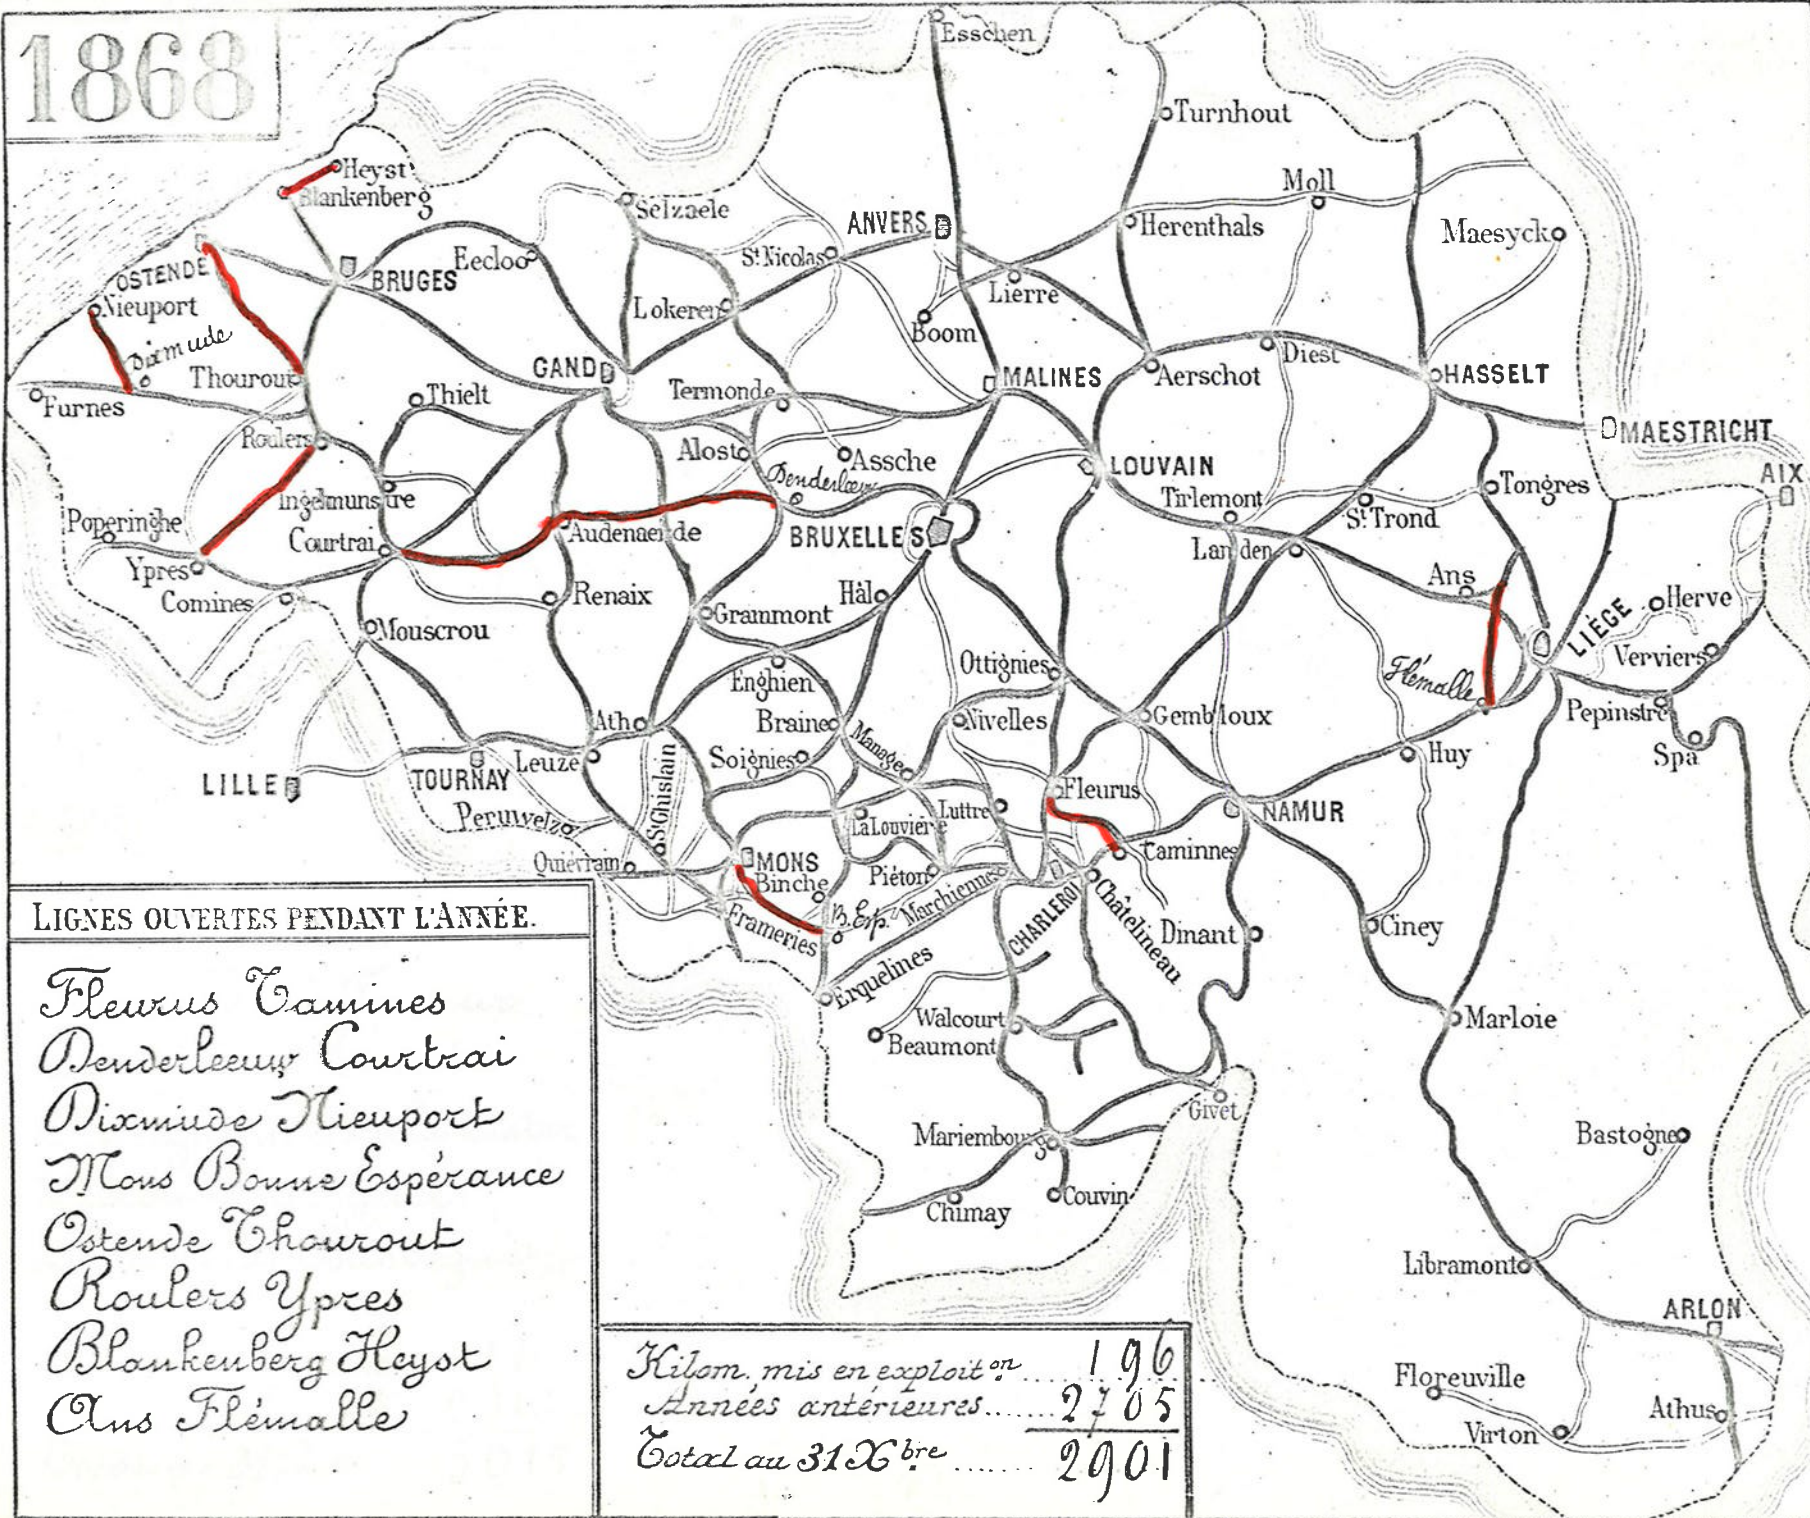 1868
Esschen
Turnhout
Heyst
Blankenberg
Moll
Selzaele
ANVERS
Herenthals
Maesyck
Eecloo
St Nicolas
OSTENDE
BRUGES
Lierre
Nieuport
Lokeren
Boom
Dixmude
Diest
Thourout
GAND
Termonde
MALINES
Aerschot
HASSELT
Furnes
Thielt
MAESTRICHT
Roulers
Alost
Assche
LOUVAIN
AIX
Denderleeuw
Tirlemont
Tongres
Ingelmunstre
St Trond
Poperinghe
Courtrai
Audenaerde
BRUXELLES
Landen
Ypres
Ans
Comines
Renaix
Hal
Herve
Grammont
LIÉGE
Mouscrou
Verviers
Ottignies
Enghien
Flémalle
Pepinstre
Ath
Braine
Nivelles
Gembloux
Manage
Huy
Spa
Soignies
Leuze
TOURNAY
LILLE
St Ghislain
Fleurus
Peruwelz
La Louvière
Luttre
NAMUR
Quiévrain
MONS
Taminnes
Binche
Piéton
Marchienne
CHARLEROI
Châtelineau
Frameries
B. Esp.
Dinant
Ciney
Erquelines
Walcourt
Beaumont
Marloie
Givet
Mariembourg
Bastogne
Couvin
Chimay
Libramont
ARLON
Floreuville
Athus
Virton
LIGNES OUVERTES PENDANT L'ANNÉE.
Fleurus Tamines
Denderleeuw Courtrai
Dixmude Nieuport
Mons Bonne Espérance
Ostende Thourout
Roulers Ypres
Blankenberg Heyst
Ans Flémalle
Kilom. mis en exploit.on ... 196
Années antérieures ...... 2705
Total au 31 Xbre ...... 2901